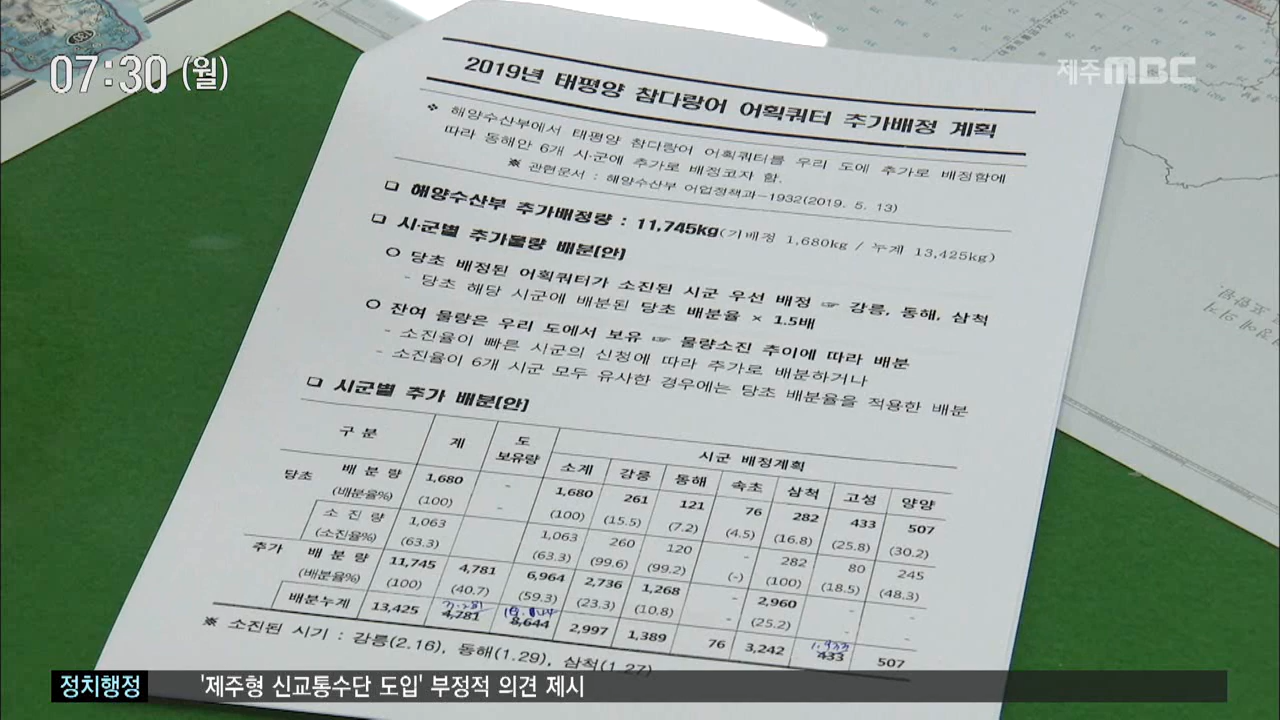 07:30 (월)
제주MBC
2019년 태평양 참다랑어 어획쿼터 추가배정 계획
❖ 해양수산부에서 태평양 참다랑어 어획쿼터를 우리 도에 추가로 배정함에
따라 동해안 6개 시·군에 추가로 배정코자 함.
※ 관련문서 : 해양수산부 어업정책과-1932(2019. 5. 13)
❑ 해양수산부 추가배정량 : 11,745kg(기배정 1,680kg / 누계 13,425kg)
❑ 시·군별 추가물량 배분[안]
○ 당초 배정된 어획쿼터가 소진된 시군 우선 배정 ☞ 강릉, 동해, 삼척
- 당초 해당 시군에 배분된 당초 배분율 × 1.5배
○ 잔여 물량은 우리 도에서 보유 ☞ 물량소진 추이에 따라 배분
- 소진율이 빠른 시군의 신청에 따라 추가로 배분하거나
- 소진율이 6개 시군 모두 유사한 경우에는 당초 배분율을 적용한 배분
❑ 시군별 추가 배분[안]
구 분 계 도 보유량 시군 배정계획
소계 강릉 동해 속초 삼척 고성 양양
당초 배 분 량 1,680 - 1,680 261 121 76 282 433 507
(배분율%) (100) - (100) (15.5) (7.2) (4.5) (16.8) (25.8) (30.2)
소 진 량 1,063 1,063 260 120 - 282 80 245
(소진율%) (63.3) (63.3) (99.6) (99.2) (-) (100) (18.5) (48.3)
추가 배 분 량 11,745 4,781 6,964 2,736 1,268 - 2,960 - -
(배분율%) (100) (40.7) (59.3) (23.3) (10.8) - (25.2) - -
배분누계 13,425 4,781 8,644 2,997 1,389 76 3,242 433 507
※ 소진된 시기 : 강릉(2.16), 동해(1.29), 삼척(1.27)
정치행정 '제주형 신교통수단 도입' 부정적 의견 제시